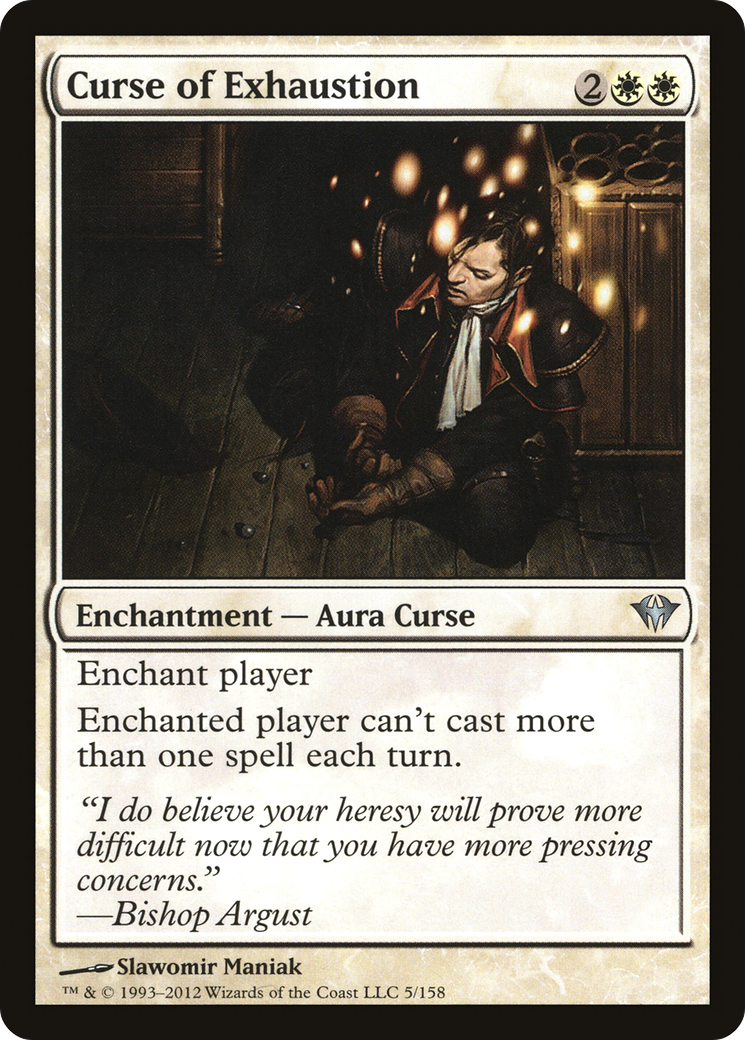 Curse of Exhaustion
2
Enchantment — Aura Curse
Enchant player
Enchanted player can't cast more
than one spell each turn.
“I do believe your heresy will prove more
difficult now that you have more pressing
concerns.”
—Bishop Argust
Slawomir Maniak
™ & © 1993–2012 Wizards of the Coast LLC 5/158